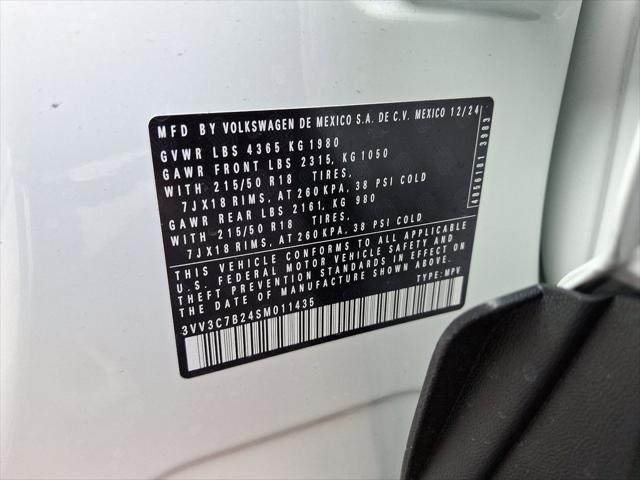 MFD BY VOLKSWAGEN DE MEXICO S.A. DE C.V. MEXICO 12/24
GVWR LBS 4365 KG 1980
GAWR FRONT LBS 2315, KG 1050
WITH 215/50 R18 TIRES,
7JX18 RIMS, AT 260 KPA, 38 PSI COLD
GAWR REAR LBS 2161, KG 980
WITH 215/50 R18 TIRES,
7JX18 RIMS, AT 260 KPA, 38 PSI COLD
THIS VEHICLE CONFORMS TO ALL APPLICABLE
U.S. FEDERAL MOTOR VEHICLE SAFETY AND
THEFT PREVENTION STANDARDS IN EFFECT ON
THE DATE OF MANUFACTURE SHOWN ABOVE.
TYPE: MPV
3VV3C7B24SM011435
4856181 3983